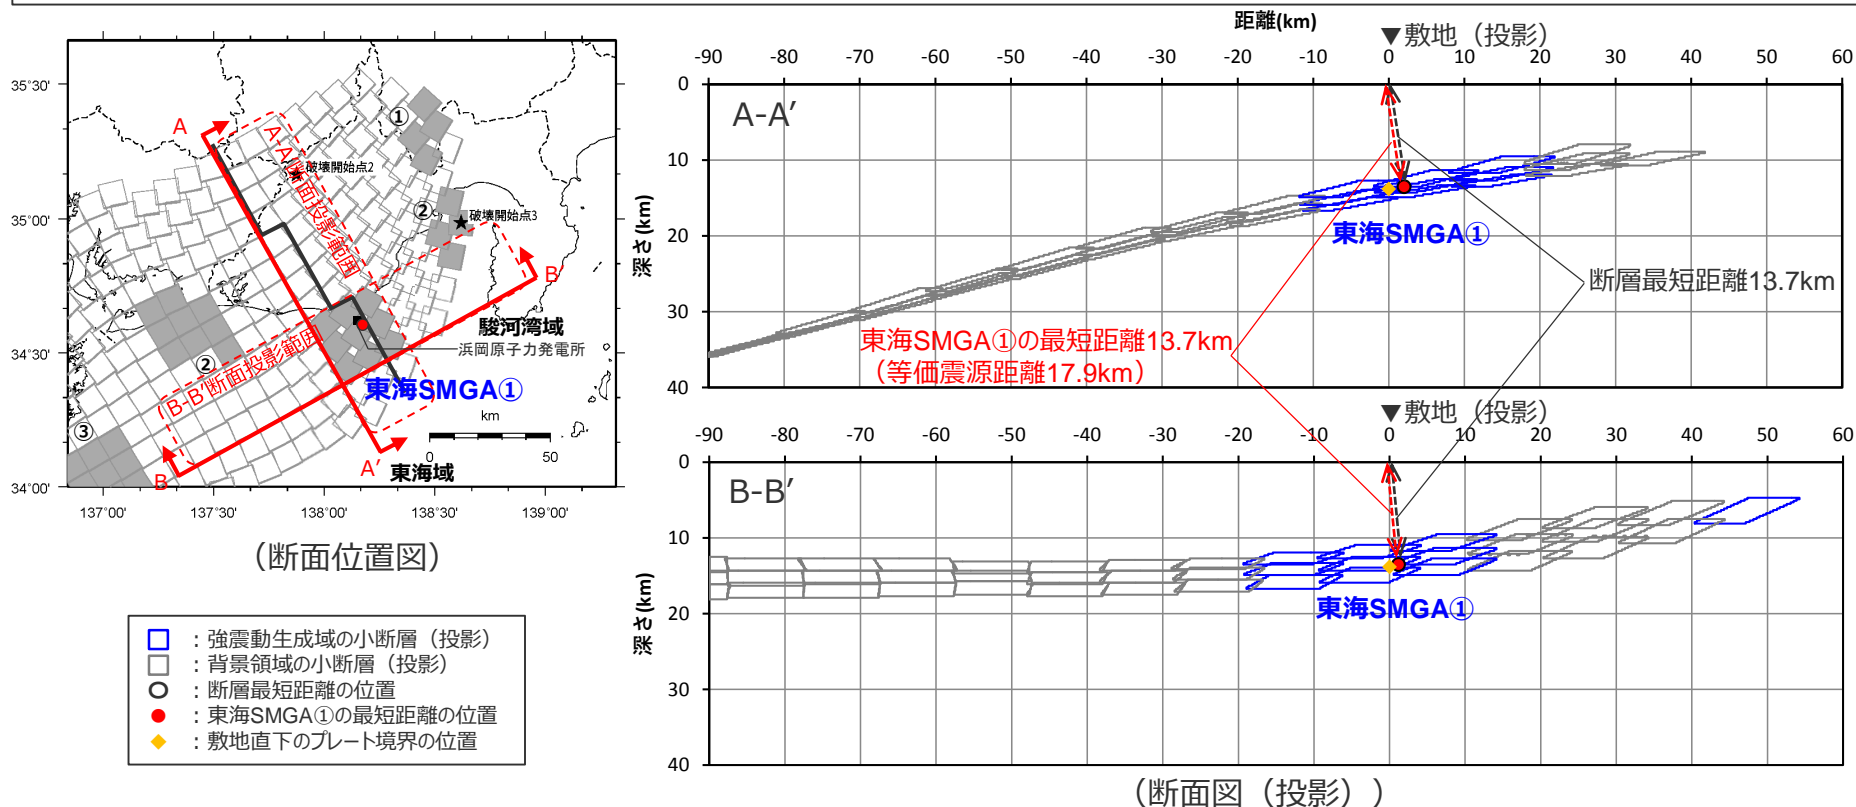 35°30'
35°00'
34°30'
34°00'
137°00'
137°30'
138°00'
138°30'
139°00'
A
A-A'断面投影範囲
①
破壊開始点2
②
破壊開始点3
B'
駿河湾域
浜岡原子力発電所
②
B-B'断面投影範囲
東海SMGA①
km
0
50
③
B
A'
東海域
（断面位置図）
：強震動生成域の小断層（投影）
：背景領域の小断層（投影）
：断層最短距離の位置
：東海SMGA①の最短距離の位置
：敷地直下のプレート境界の位置
距離(km)
▼敷地（投影）
-90 -80 -70 -60 -50 -40 -30 -20 -10 0 10 20 30 40 50 60
0
10
20
30
40
深さ(km)
A-A'
東海SMGA①
断層最短距離13.7km
東海SMGA①の最短距離13.7km
（等価震源距離17.9km）
▼敷地（投影）
-90 -80 -70 -60 -50 -40 -30 -20 -10 0 10 20 30 40 50 60
0
10
20
30
40
深さ(km)
B-B'
東海SMGA①
（断面図（投影））